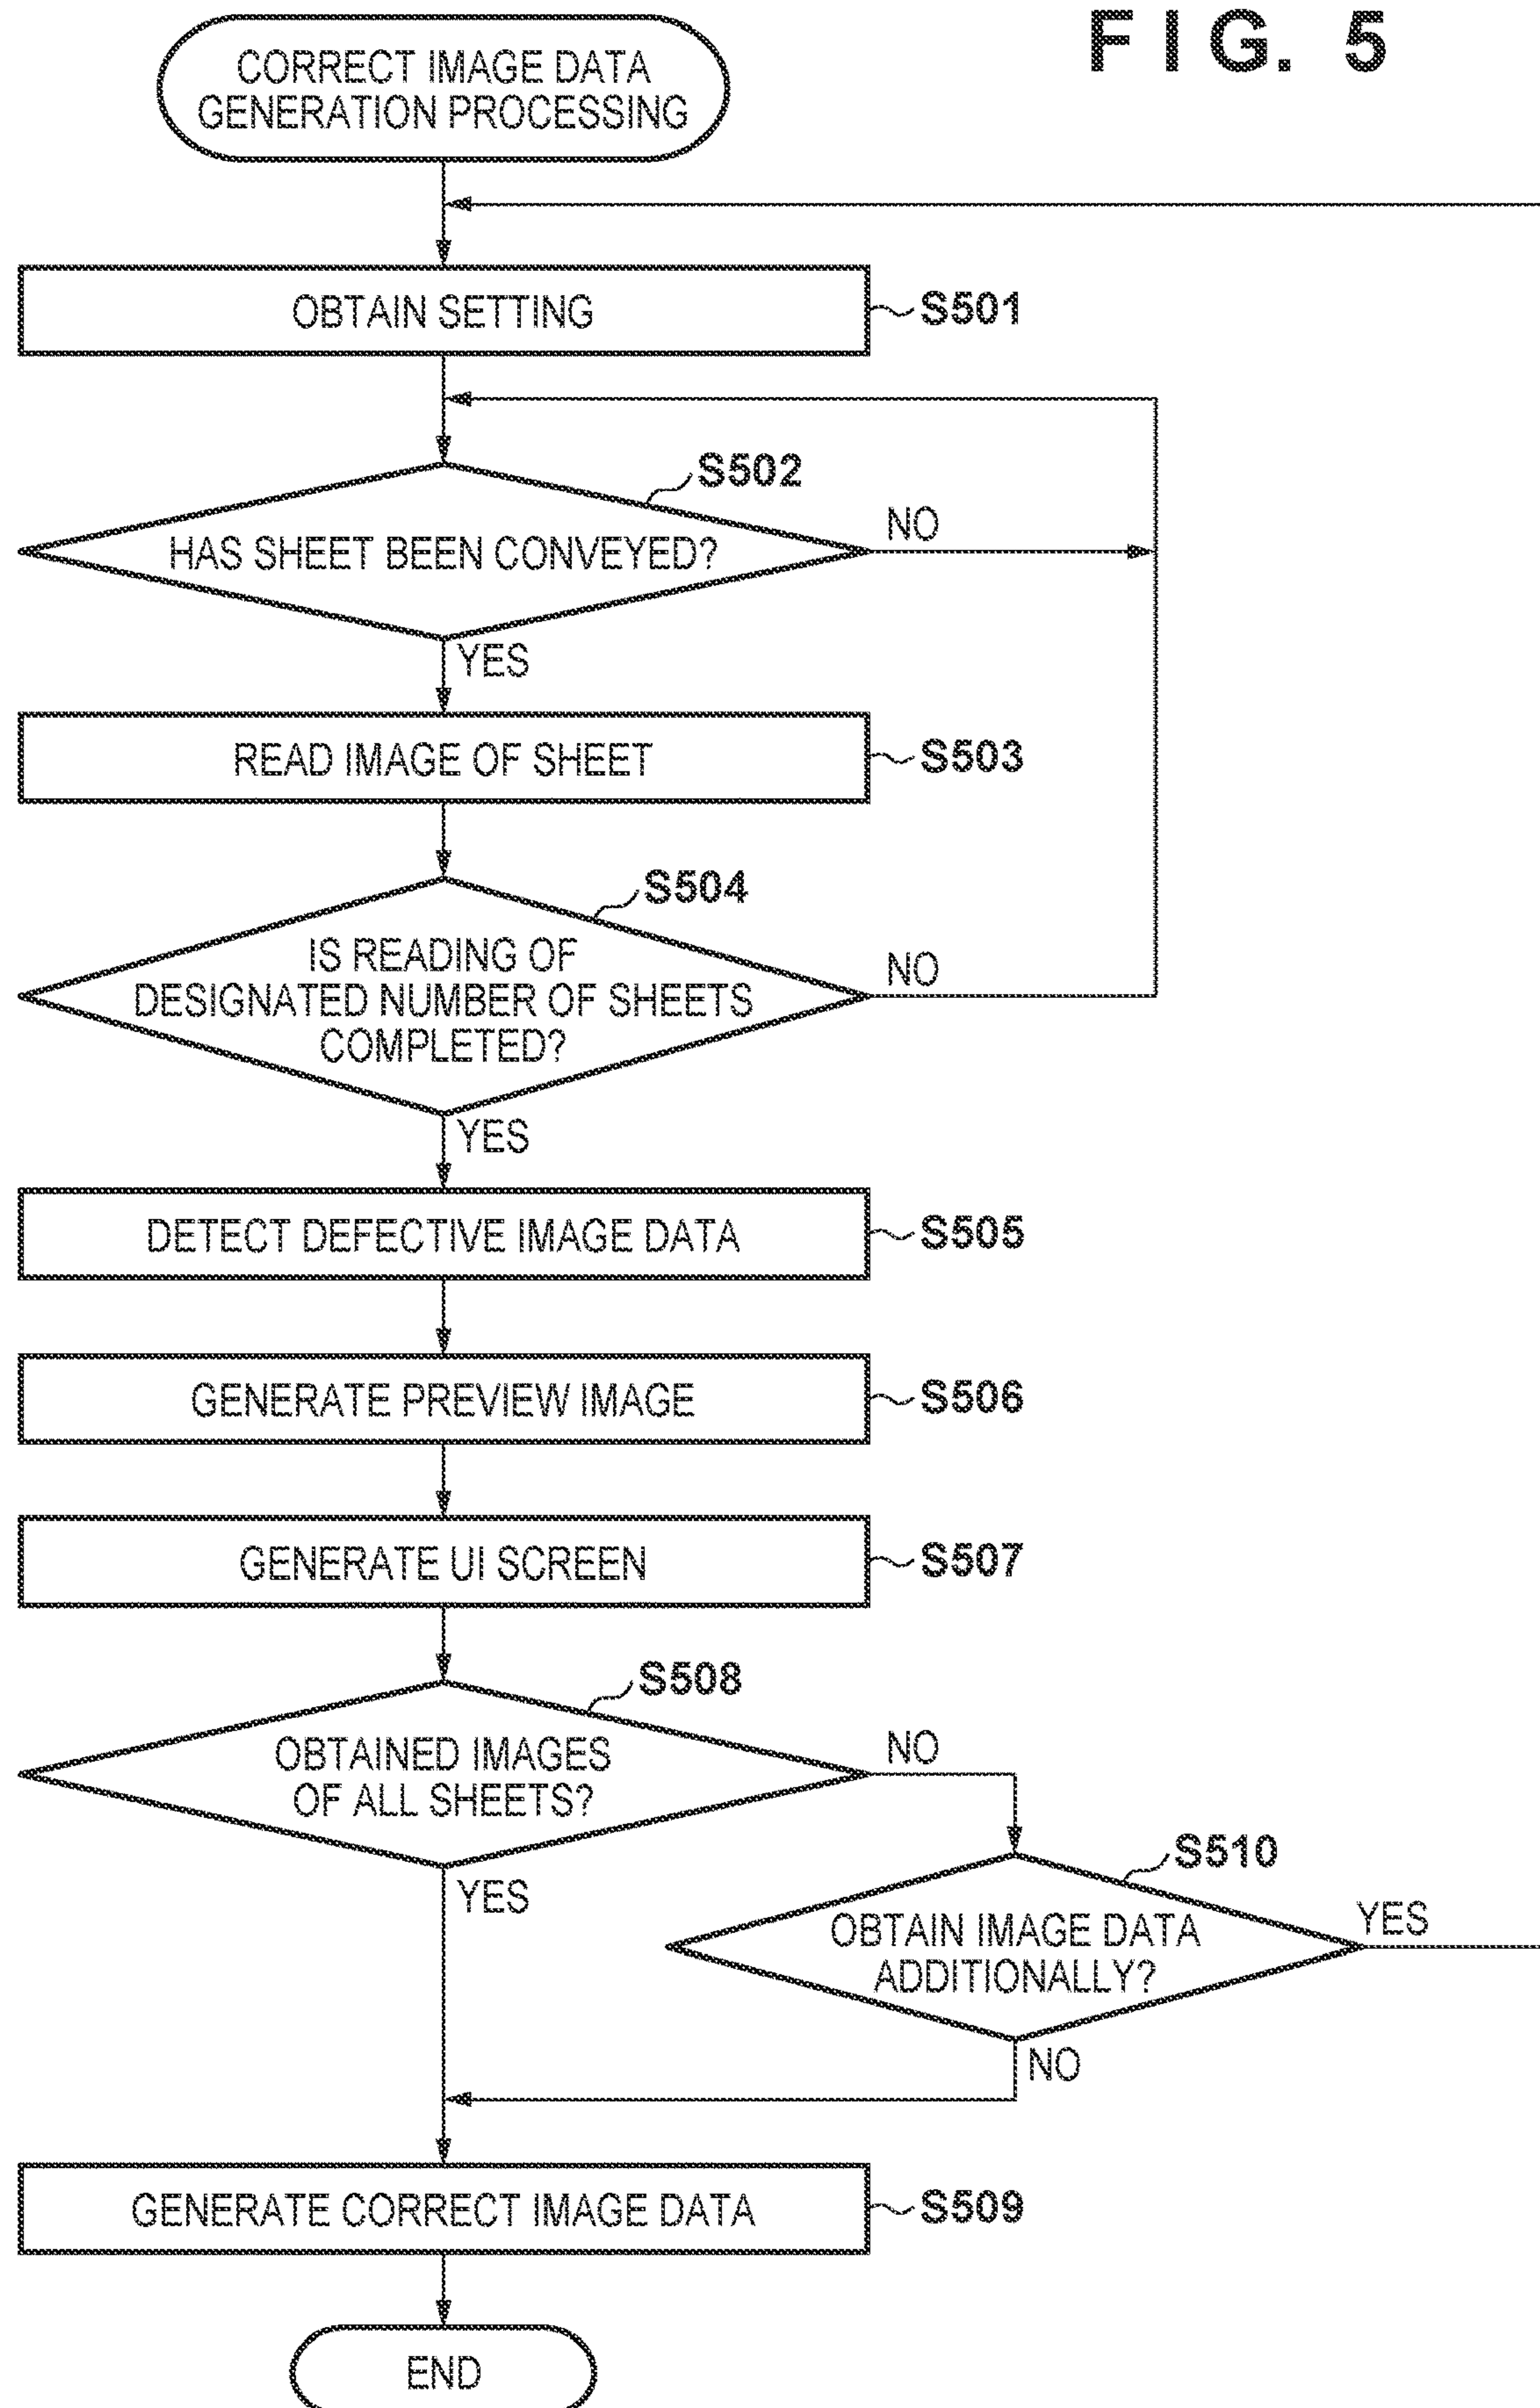 FIG. 5
CORRECT IMAGE DATA
GENERATION PROCESSING
OBTAIN SETTING
S501
S502
HAS SHEET BEEN CONVEYED?
NO
YES
READ IMAGE OF SHEET
S503
S504
IS READING OF
DESIGNATED NUMBER OF SHEETS
COMPLETED?
NO
YES
DETECT DEFECTIVE IMAGE DATA
S505
GENERATE PREVIEW IMAGE
S506
GENERATE UI SCREEN
S507
S508
OBTAINED IMAGES
OF ALL SHEETS?
NO
YES
S510
OBTAIN IMAGE DATA
ADDITIONALLY?
YES
NO
GENERATE CORRECT IMAGE DATA
S509
END